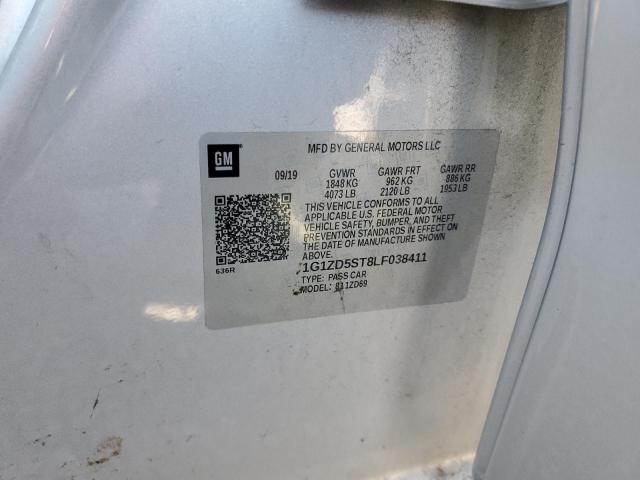 GM
MFD BY GENERAL MOTORS LLC
09/19 GVWR GAWR FRT GAWR RR
1848 KG 962 KG 886 KG
4073 LB 2120 LB 1953 LB
THIS VEHICLE CONFORMS TO ALL
APPLICABLE U.S. FEDERAL MOTOR
VEHICLE SAFETY, BUMPER, AND THEFT
PREVENTION STANDARDS IN EFFECT ON
THE DATE OF MANUFACTURE SHOWN
ABOVE.
636R
1G1ZD5ST8LF038411
TYPE: PASS CAR
MODEL: 1ZD69